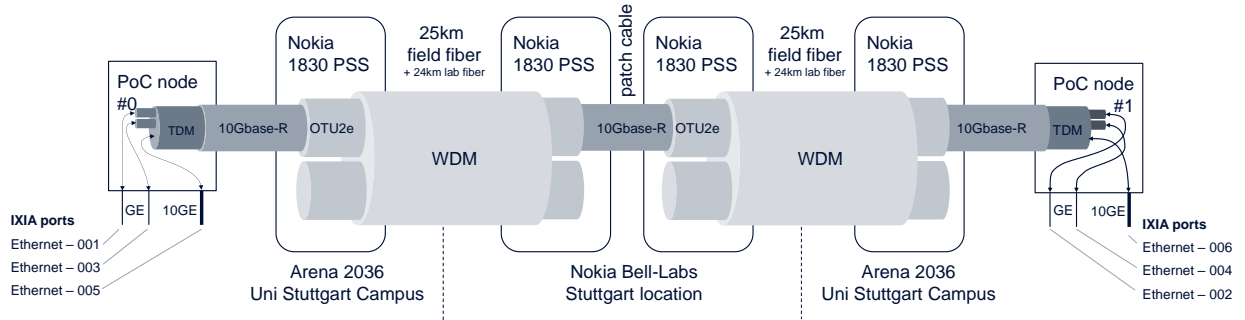 PoC node
#0
TDM
10Gbase-R
GE
10GE
IXIA ports
Ethernet – 001
Ethernet – 003
Ethernet – 005
Nokia
1830 PSS
OTU2e
25km
field fiber
+ 24km lab fiber
WDM
Arena 2036
Uni Stuttgart Campus
Nokia
1830 PSS
10Gbase-R
patch cable
Nokia
1830 PSS
OTU2e
Nokia Bell-Labs
Stuttgart location
25km
field fiber
+ 24km lab fiber
WDM
Nokia
1830 PSS
Arena 2036
Uni Stuttgart Campus
10Gbase-R
PoC node
#1
TDM
GE
10GE
IXIA ports
Ethernet – 006
Ethernet – 004
Ethernet – 002